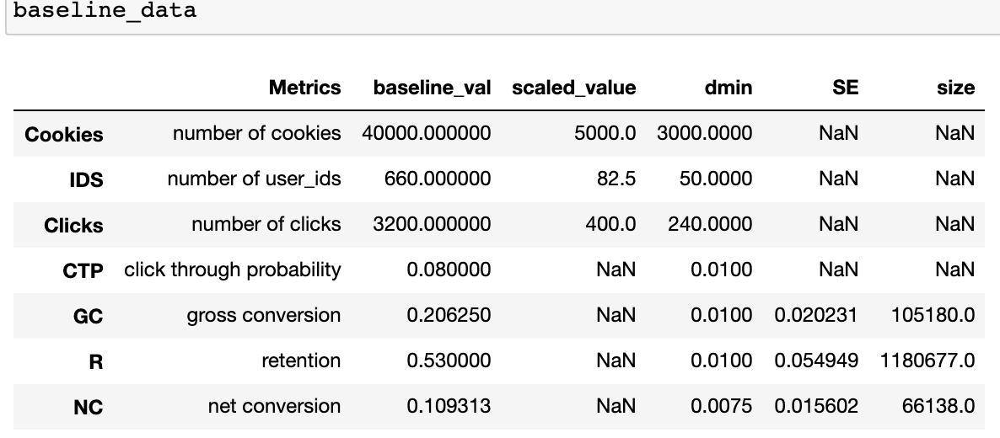 baseline_data
Metrics baseline_val scaled_value dmin SE size
Cookies number of cookies 40000.000000 5000.0 3000.0000 NaN NaN
IDS number of user_ids 660.000000 82.5 50.0000 NaN NaN
Clicks number of clicks 3200.000000 400.0 240.0000 NaN NaN
CTP click through probability 0.080000 NaN 0.0100 NaN NaN
GC gross conversion 0.206250 NaN 0.0100 0.020231 105180.0
R retention 0.530000 NaN 0.0100 0.054949 1180677.0
NC net conversion 0.109313 NaN 0.0075 0.015602 66138.0